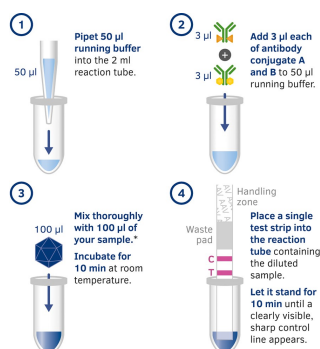 1
50 µl
Pipet 50 µl
running buffer
into the 2 ml
reaction tube.
2
3 µl
3 µl
Add 3 µl each
of antibody
conjugate A
and B to 50 µl
running buffer.
3
100 µl
Mix thoroughly
with 100 µl of
your sample.*
Incubate for
10 min at room
temperature.
4
AAV AAV
Handling
zone
Waste
pad
C
T
Place a single
test strip into
the reaction
tube containing
the diluted
sample.
Let it stand for
10 min until a
clearly visible,
sharp control
line appears.